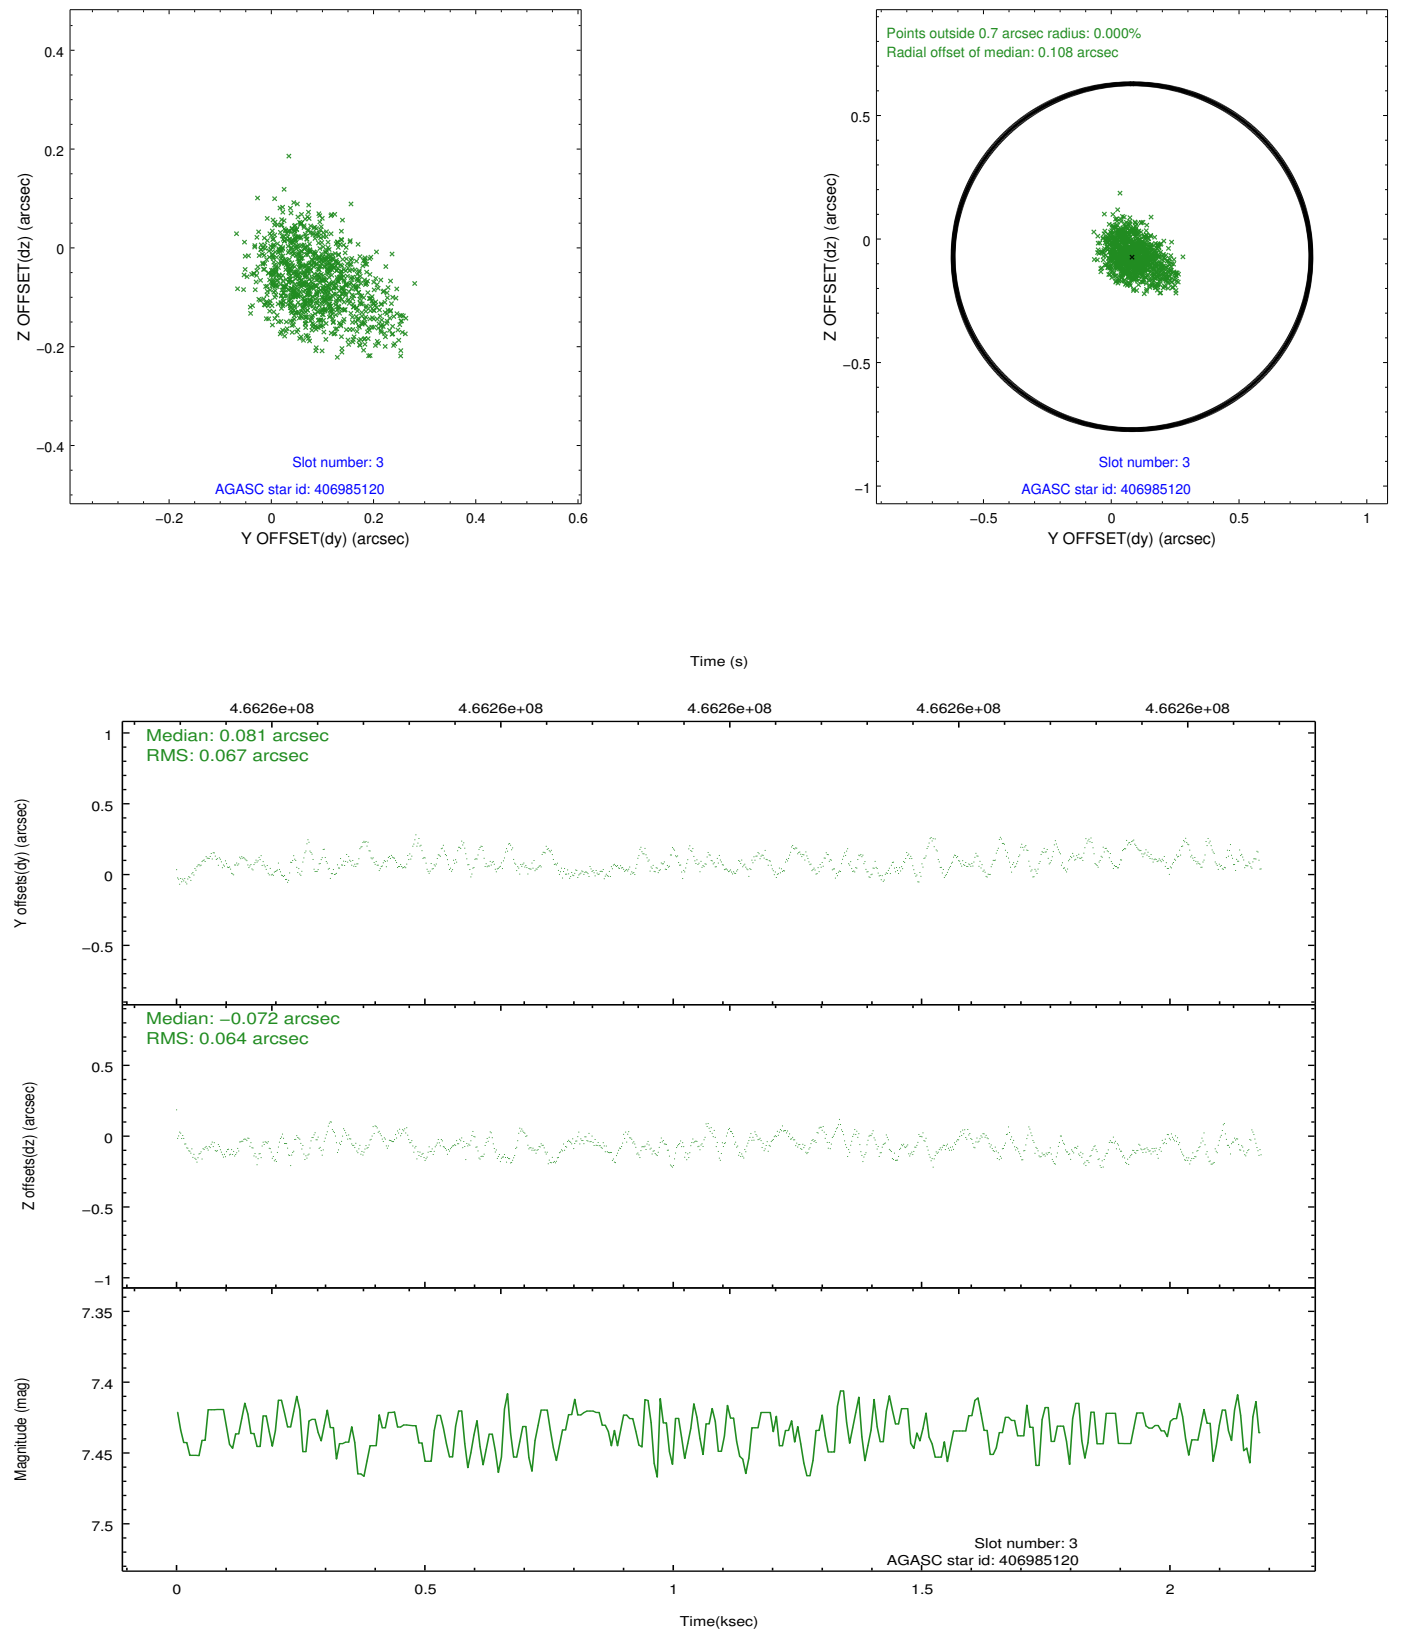 0.4
0.2
0
−0.2
−0.4
Z OFFSET(dz) (arcsec)
Slot number: 3
AGASC star id: 406985120
−0.2 0 0.2 0.4 0.6
Y OFFSET(dy) (arcsec)
Points outside 0.7 arcsec radius: 0.000%
Radial offset of median: 0.108 arcsec
0.5
0
−0.5
−1
Z OFFSET(dz) (arcsec)
Slot number: 3
AGASC star id: 406985120
−0.5 0 0.5 1
Y OFFSET(dy) (arcsec)
Time (s)
4.6626e+08 4.6626e+08 4.6626e+08 4.6626e+08 4.6626e+08
Median: 0.081 arcsec
RMS: 0.067 arcsec
1
0.5
0
−0.5
Y offsets(dy) (arcsec)
Median: −0.072 arcsec
RMS: 0.064 arcsec
0.5
0
−0.5
−1
Z offsets(dz) (arcsec)
7.35
7.4
7.45
7.5
Magnitude (mag)
Slot number: 3
AGASC star id: 406985120
0 0.5 1 1.5 2
Time(ksec)